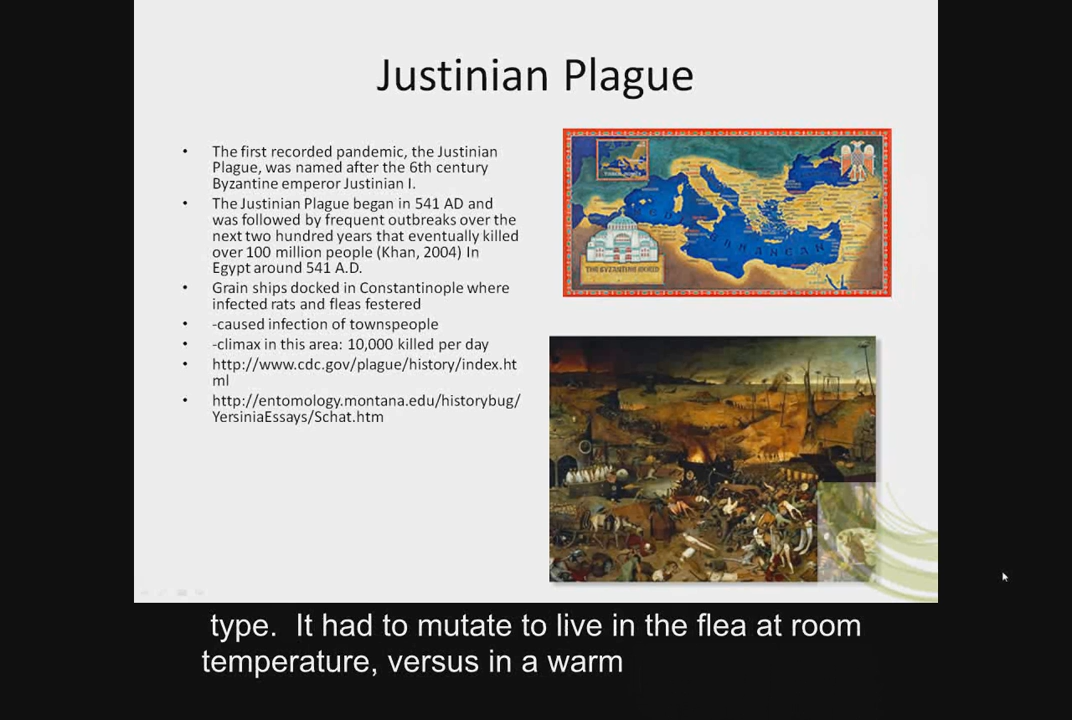 Justinian Plague
• The first recorded pandemic, the Justinian
Plague, was named after the 6th century
Byzantine emperor Justinian I.
• The Justinian Plague began in 541 AD and
was followed by frequent outbreaks over the
next two hundred years that eventually killed
over 100 million people (Khan, 2004) In
Egypt around 541 A.D.
• Grain ships docked in Constantinople where
infected rats and fleas festered
• -caused infection of townspeople
• -climax in this area: 10,000 killed per day
• http://www.cdc.gov/plague/history/index.ht
ml
• http://entomology.montana.edu/historybug/
YersiniaEssays/Schat.htm
THE BYZANTINE WORLD
type. It had to mutate to live in the flea at room
temperature, versus in a warm